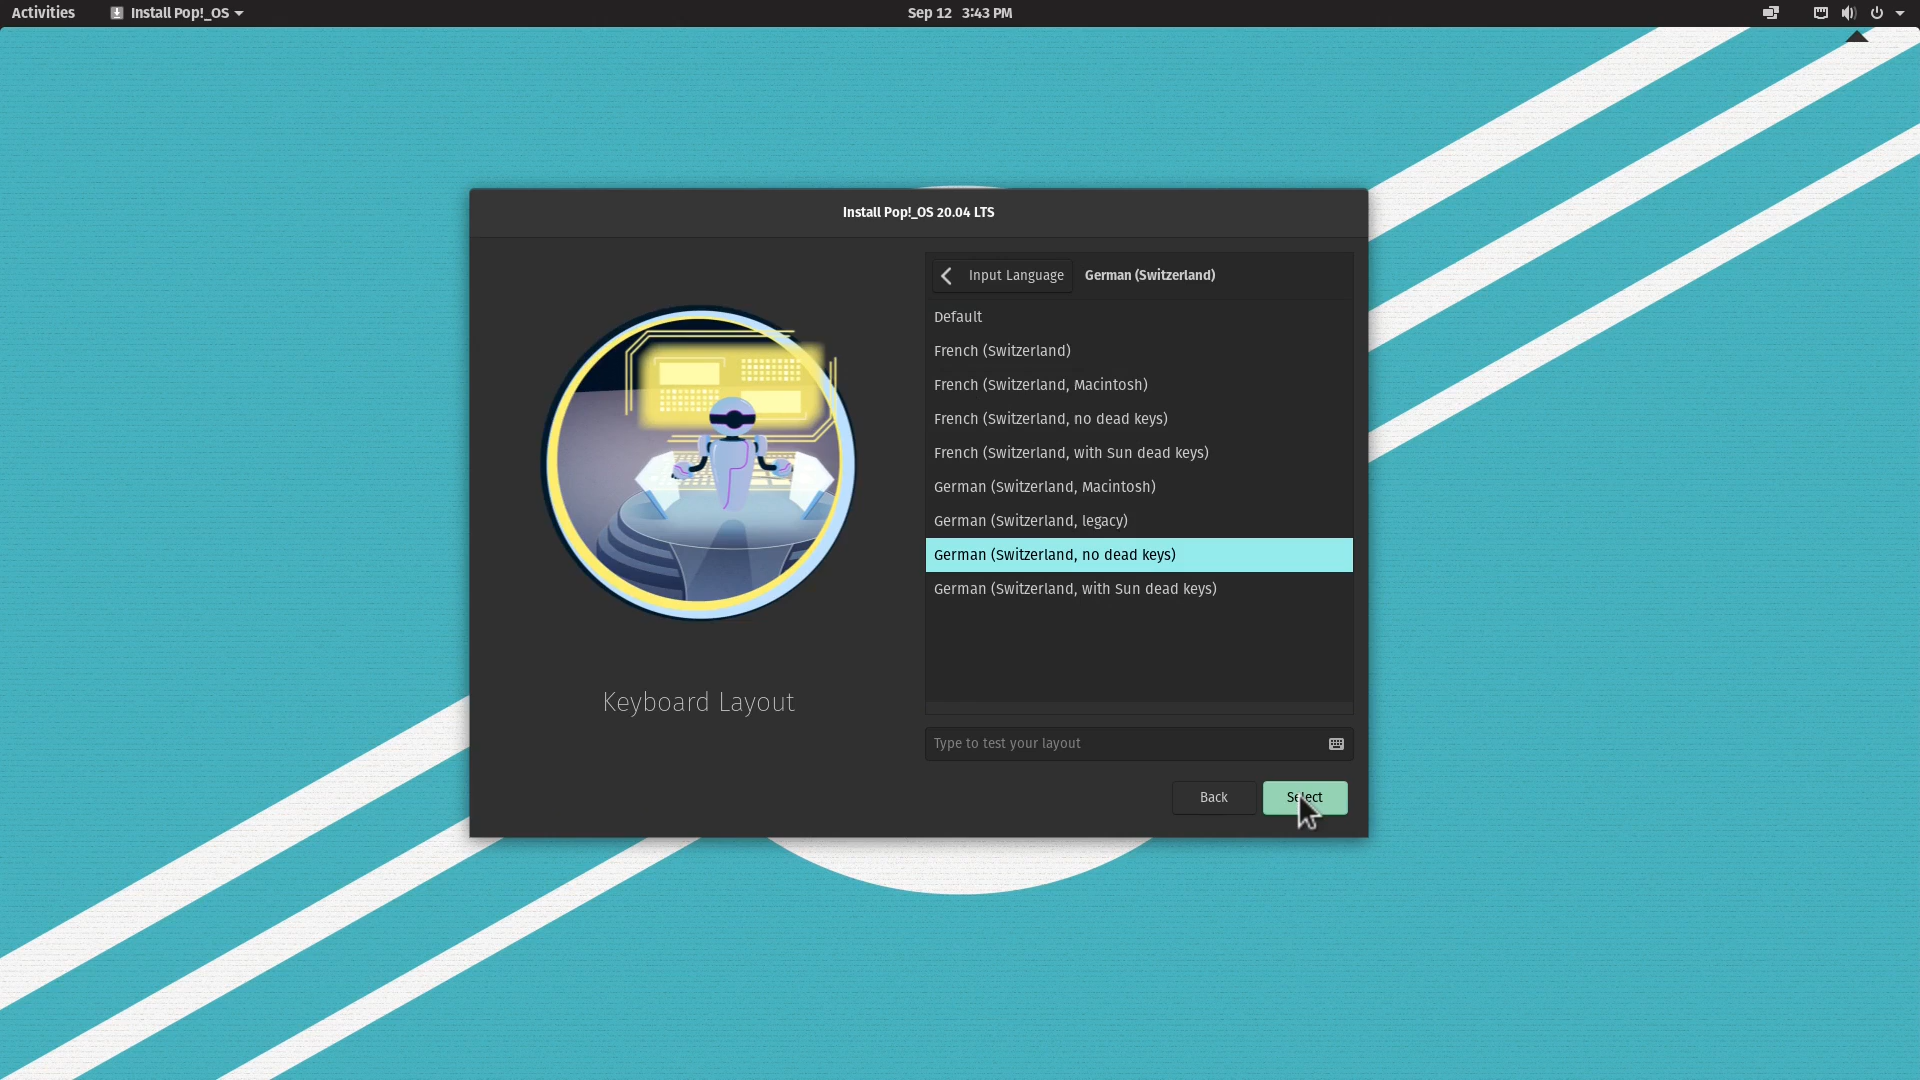 Activities
Install Pop!_OS
Sep 12 3:43 PM
Install Pop!_OS 20.04 LTS
Input Language
German (Switzerland)
Default
French (Switzerland)
French (Switzerland, Macintosh)
French (Switzerland, no dead keys)
French (Switzerland, with Sun dead keys)
German (Switzerland, Macintosh)
German (Switzerland, legacy)
German (Switzerland, no dead keys)
German (Switzerland, with Sun dead keys)
Keyboard Layout
Type to test your layout
Back
Select